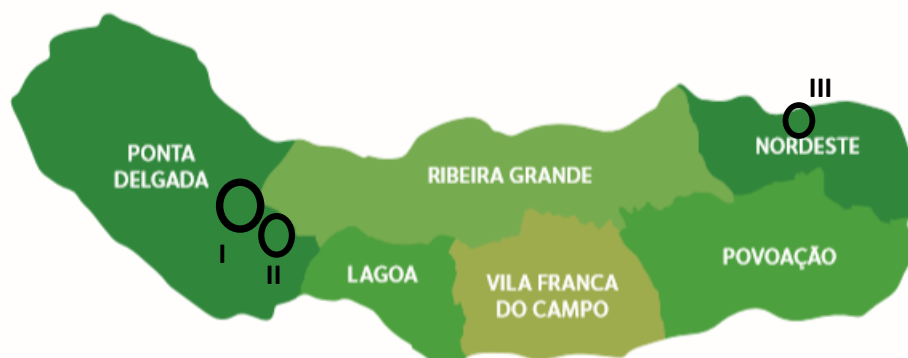 III
NORDESTE
PONTA
DELGADA
RIBEIRA GRANDE
I
II
LAGOA
VILA FRANCA
DO CAMPO
POVOAÇÃO